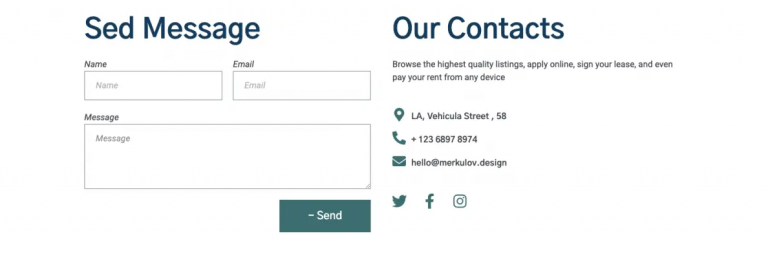 Sed Message
Name
Email
Name
Email
Message
Message
- Send
Our Contacts
Browse the highest quality listings, apply online, sign your lease, and even
pay your rent from any device
LA, Vehicula Street , 58
+ 123 6897 8974
hello@merkulov.design